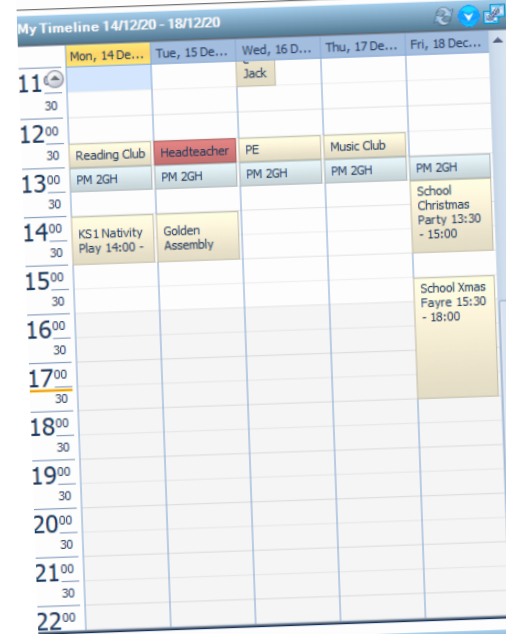 My Timeline 14/12/20 - 18/12/20
Mon, 14 De...
Tue, 15 De...
Wed, 16 D...
Thu, 17 De...
Fri, 18 Dec...
11
30
12 00
30
13 00
30
14 00
30
15 00
30
16 00
30
17 00
30
18 00
30
19 00
30
20 00
30
21 00
30
22 00
Reading Club
PM 2GH
KS1 Nativity
Play 14:00 -
Headteacher
PM 2GH
Golden
Assembly
Jack
PE
PM 2GH
Music Club
PM 2GH
PM 2GH
School
Christmas
Party 13:30
- 15:00
School Xmas
Fayre 15:30
- 18:00